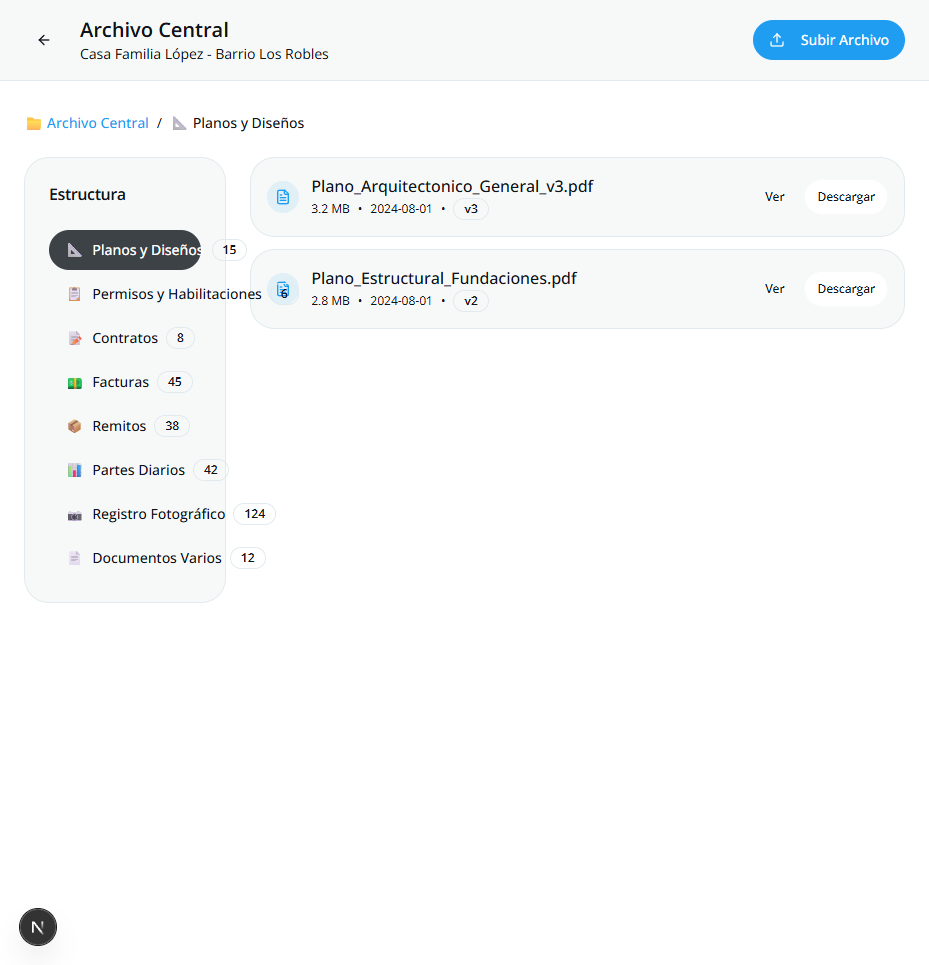 Archivo Central
Casa Familia López - Barrio Los Robles
Subir Archivo
Archivo Central / Planos y Diseños
Estructura
Planos y Diseños 15
Permisos y Habilitaciones 6
Contratos 8
Facturas 45
Remitos 38
Partes Diarios 42
Registro Fotográfico 124
Documentos Varios 12
Plano_Arquitectonico_General_v3.pdf
3.2 MB • 2024-08-01 • v3
Ver Descargar
Plano_Estructural_Fundaciones.pdf
2.8 MB • 2024-08-01 • v2
Ver Descargar
N